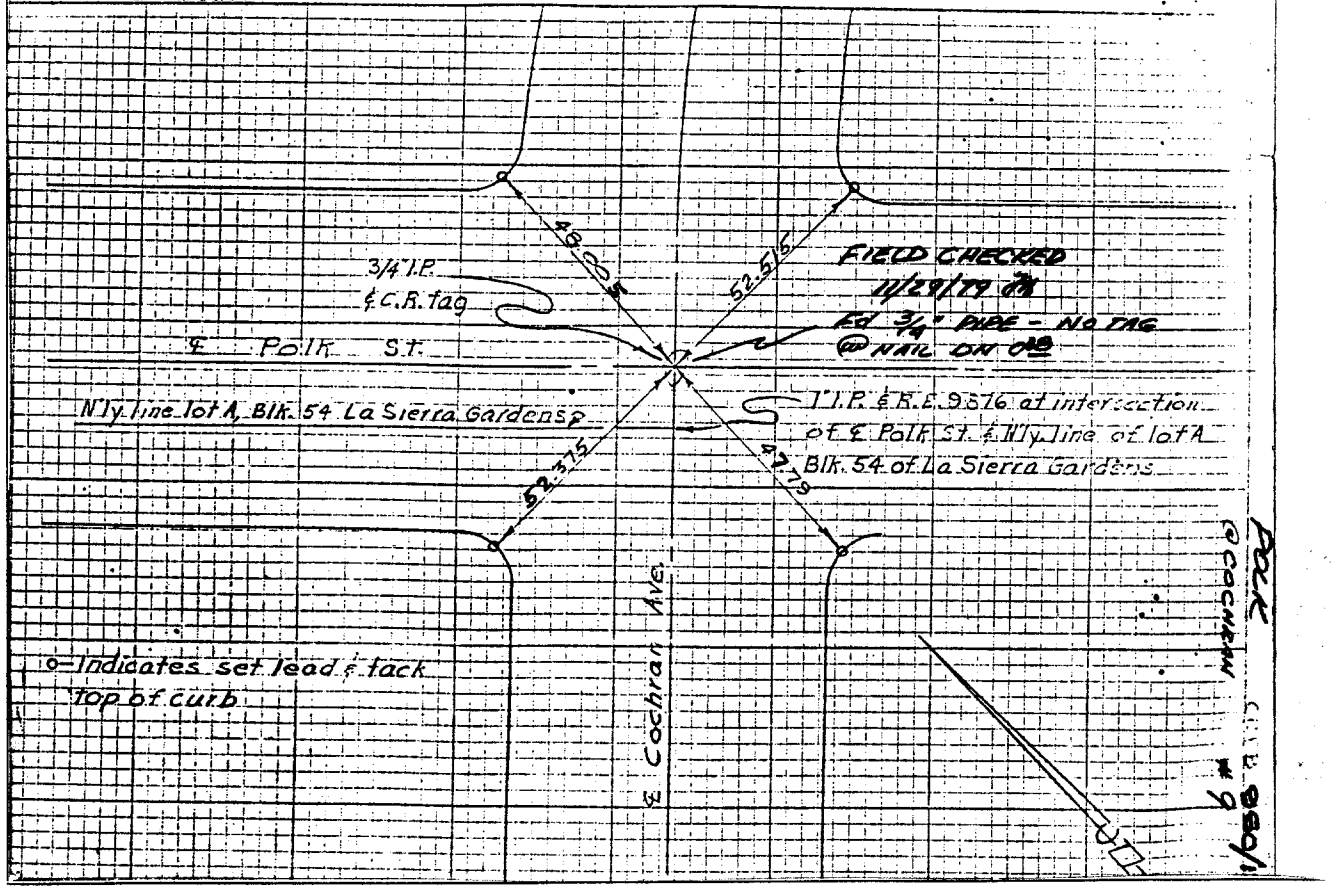 48.005
52.515
FIELD CHECKED
11/29/79
3/4" I.P.
& C.R. tag
Fd 3/4" PIPE - NO TAG
@ NAIL ON
℄ Polk St.
N'ly line lot A, Blk. 54 La Sierra Gardens
1" I.P. & R.E. 9876 at intersection
of ℄ Polk St. & N'ly line of lot A
Blk. 54 of La Sierra Gardens
52.375
47.79
℄ Cochran Ave.
o-Indicates set lead & tack
top of curb
POLK
@ COCHRAN
880/1
#9